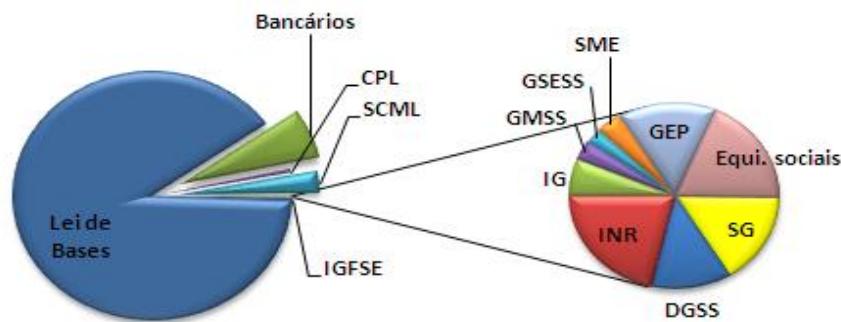 Bancários
CPL
SCML
Lei de
Bases
IGFSE
SME
GSESS
GMSS
GEP
Equi. sociais
IG
INR
SG
DGSS